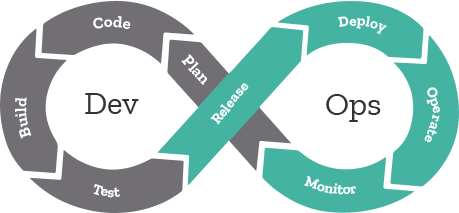 Code
Plan
Build
Dev
Test
Release
Deploy
Operate
Ops
Monitor